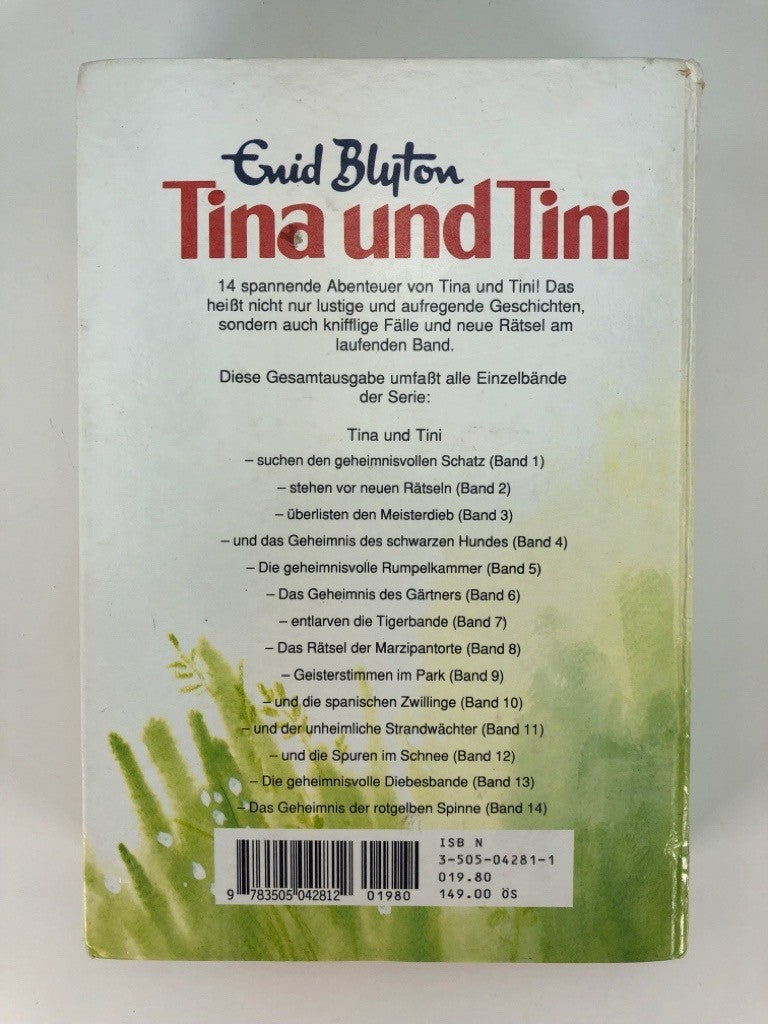 Enid Blyton
Tina und Tini
14 spannende Abenteuer von Tina und Tini! Das
heißt nicht nur lustige und aufregende Geschichten,
sondern auch knifflige Fälle und neue Rätsel am
laufenden Band.
Diese Gesamtausgabe umfaßt alle Einzelbände
der Serie:
Tina und Tini
– suchen den geheimnisvollen Schatz (Band 1)
– stehen vor neuen Rätseln (Band 2)
– überlisten den Meisterdieb (Band 3)
– und das Geheimnis des schwarzen Hundes (Band 4)
– Die geheimnisvolle Rumpelkammer (Band 5)
– Das Geheimnis des Gärtners (Band 6)
– entlarven die Tigerbande (Band 7)
– Das Rätsel der Marzipantorte (Band 8)
– Geisterstimmen im Park (Band 9)
– und die spanischen Zwillinge (Band 10)
– und der unheimliche Strandwächter (Band 11)
– und die Spuren im Schnee (Band 12)
– Die geheimnisvolle Diebesbande (Band 13)
– Das Geheimnis der rotgelben Spinne (Band 14)
ISB N
3-505-04281-1
019.80
149.00 ÖS
9 783505 042812 01980